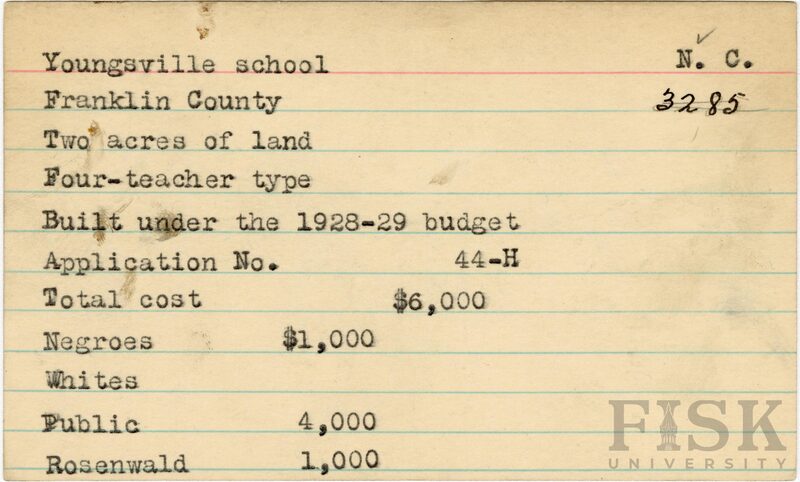 Youngsville school N. C.
Franklin County 3285
Two acres of land
Four-teacher type
Built under the 1928-29 budget
Application No. 44-H
Total cost $6,000
Negroes $1,000
Whites
Public 4,000
Rosenwald 1,000
FISK
UNIVERSITY